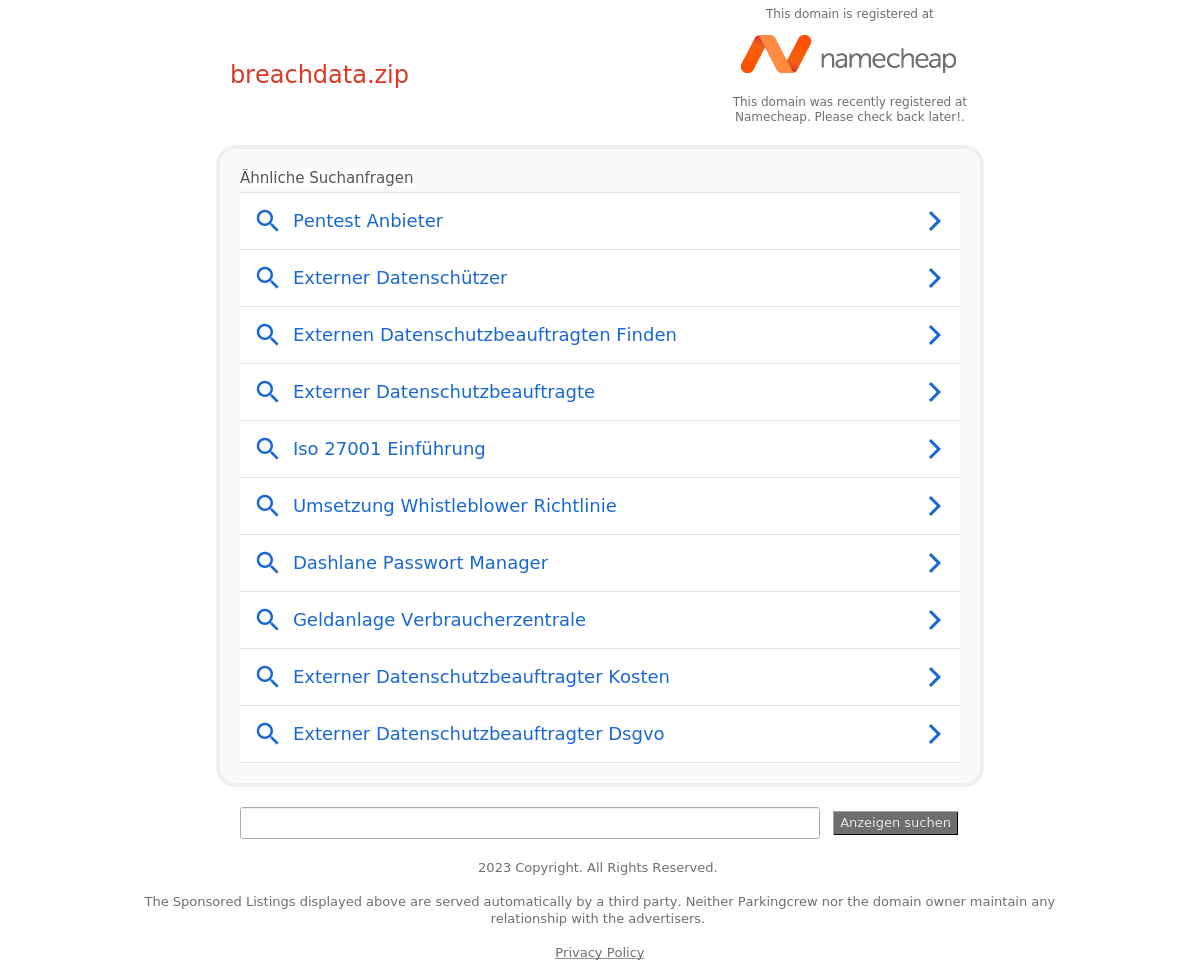 This domain is registered at
namecheap
breachdata.zip
This domain was recently registered at
Namecheap. Please check back later!.
Ähnliche Suchanfragen
Pentest Anbieter
Externer Datenschützer
Externen Datenschutzbeauftragten Finden
Externer Datenschutzbeauftragte
Iso 27001 Einführung
Umsetzung Whistleblower Richtlinie
Dashlane Passwort Manager
Geldanlage Verbraucherzentrale
Externer Datenschutzbeauftragter Kosten
Externer Datenschutzbeauftragter Dsgvo
Anzeigen suchen
2023 Copyright. All Rights Reserved.
The Sponsored Listings displayed above are served automatically by a third party. Neither Parkingcrew nor the domain owner maintain any
relationship with the advertisers.
Privacy Policy